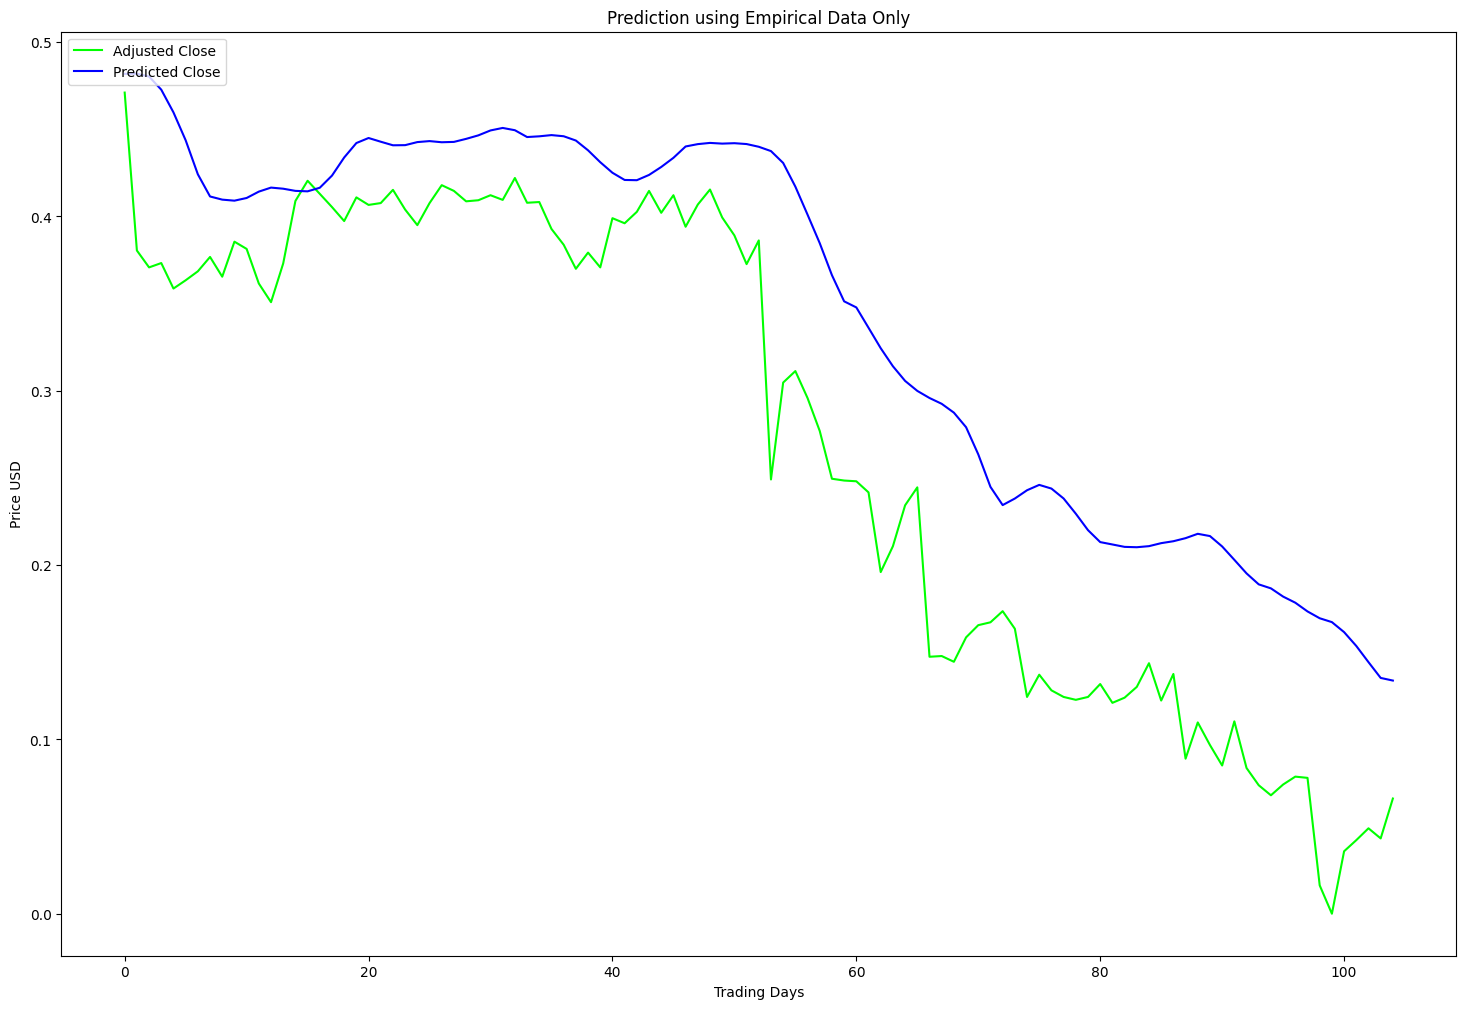 Prediction using Empirical Data Only
Adjusted Close
Predicted Close
Price USD
0.5
0.4
0.3
0.2
0.1
0.0
0 20 40 60 80 100
Trading Days